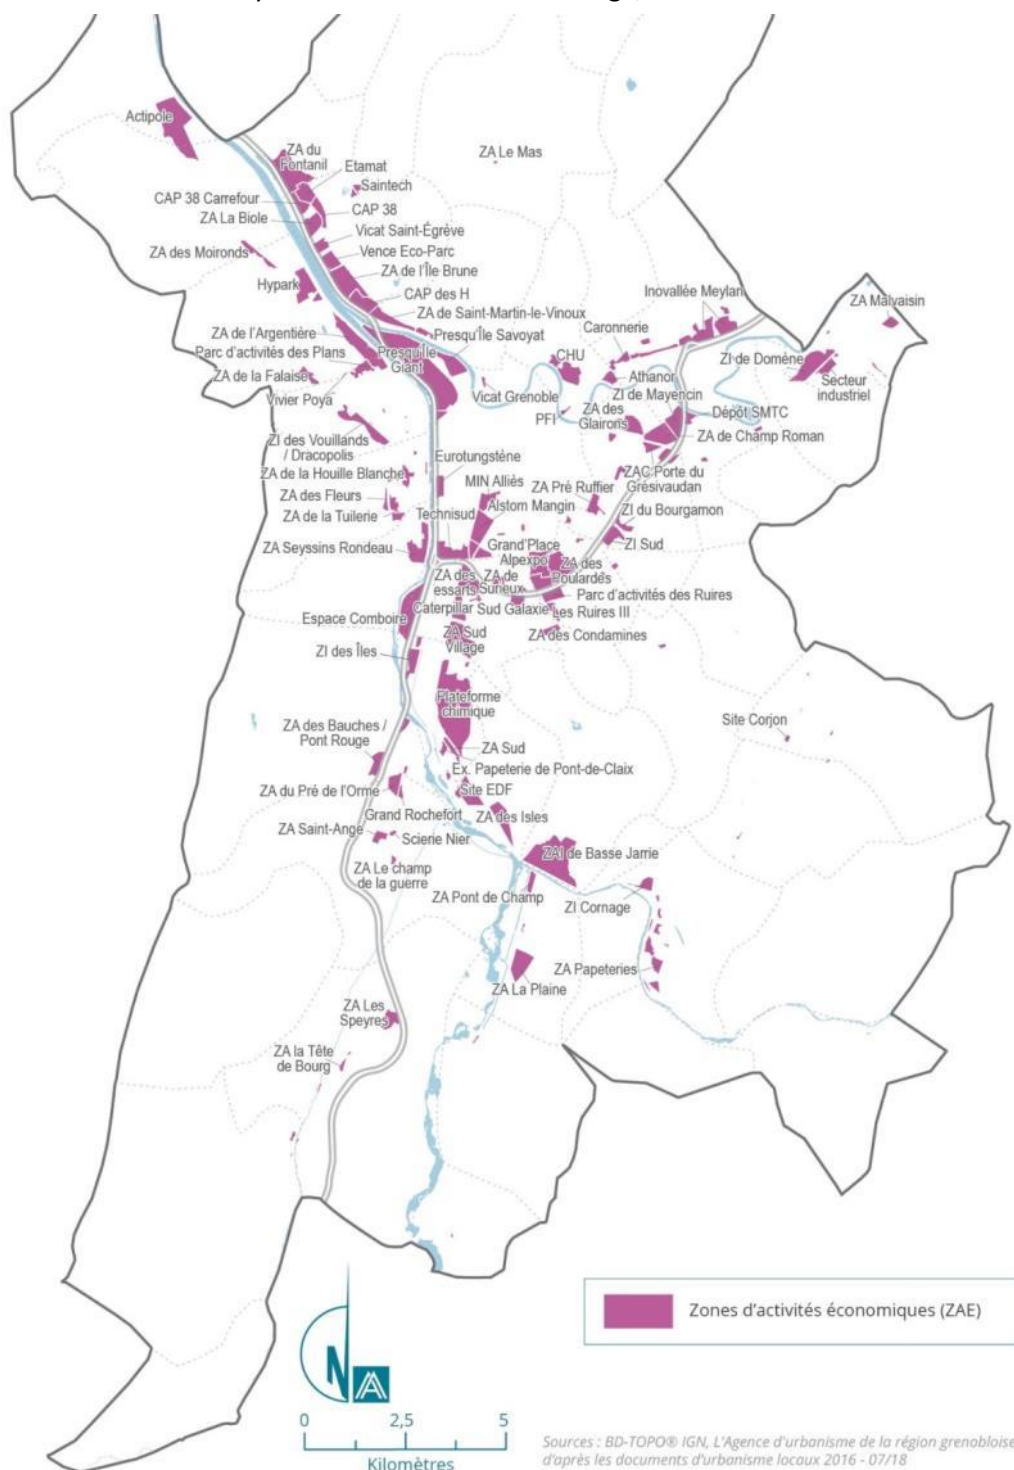 Actipole
ZA du
Fontanil
Etamat
ZA Le Mas
Saintech
CAP 38 Carrefour
CAP 38
ZA La Biole
Vicat Saint-Égrève
ZA des Moironds
Vence Eco-Parc
ZA de l'Île Brune
Hypark
CAP des H
Inovallée Meylan
ZA Malvaisin
ZA de Saint-Martin-le-Vinoux
ZA de l'Argentière
Presqu'Île Savoyat
Caronnerie
Parc d'activités des Plans
Presqu'Île
Giant
CHU
ZI de Domène
ZA de la Falaise
Athanor
Secteur
industriel
Vivier Poya
Vicat Grenoble
ZI de Mayencin
PFI
ZA des
Glairons
Dépôt SMTC
ZI des Vouillands
/ Dracopolis
ZA de Champ Roman
Eurotungstène
ZA de la Houille Blanche
MIN Alliès
ZAC Porte du
Grésivaudan
ZA des Fleurs
ZA Pré Ruffier
ZA de la Tuilerie
Technisud
Alstom Mangin
ZI du Bourgamon
ZA Seyssins Rondeau
Grand'Place
Alpexpo
ZI Sud
ZA des
essarts
ZA de
Surieux
ZA des
Poulardes
Parc d'activités des Ruires
Espace Comboire
Caterpillar
Sud Galaxie
Les Ruires III
ZA Sud
Village
ZA des Condamines
ZI des Îles
Plateforme
chimique
ZA des Bauches /
Pont Rouge
Site Corjon
ZA Sud
Ex. Papeterie de Pont-de-Claix
ZA du Pré de l'Orme
Site EDF
Grand Rochefort
ZA des Isles
ZA Saint-Ange
Scierie Nier
ZAI de Basse Jarrie
ZA Le champ
de la guerre
ZA Pont de Champ
ZI Cornage
ZA Papeteries
ZA La Plaine
ZA Les
Speyres
ZA la Tête
de Bourg
N
Zones d'activités économiques (ZAE)
0 2,5 5
Kilomètres
Sources : BD-TOPO® IGN, L'Agence d'urbanisme de la région grenobloise
d'après les documents d'urbanisme locaux 2016 - 07/18